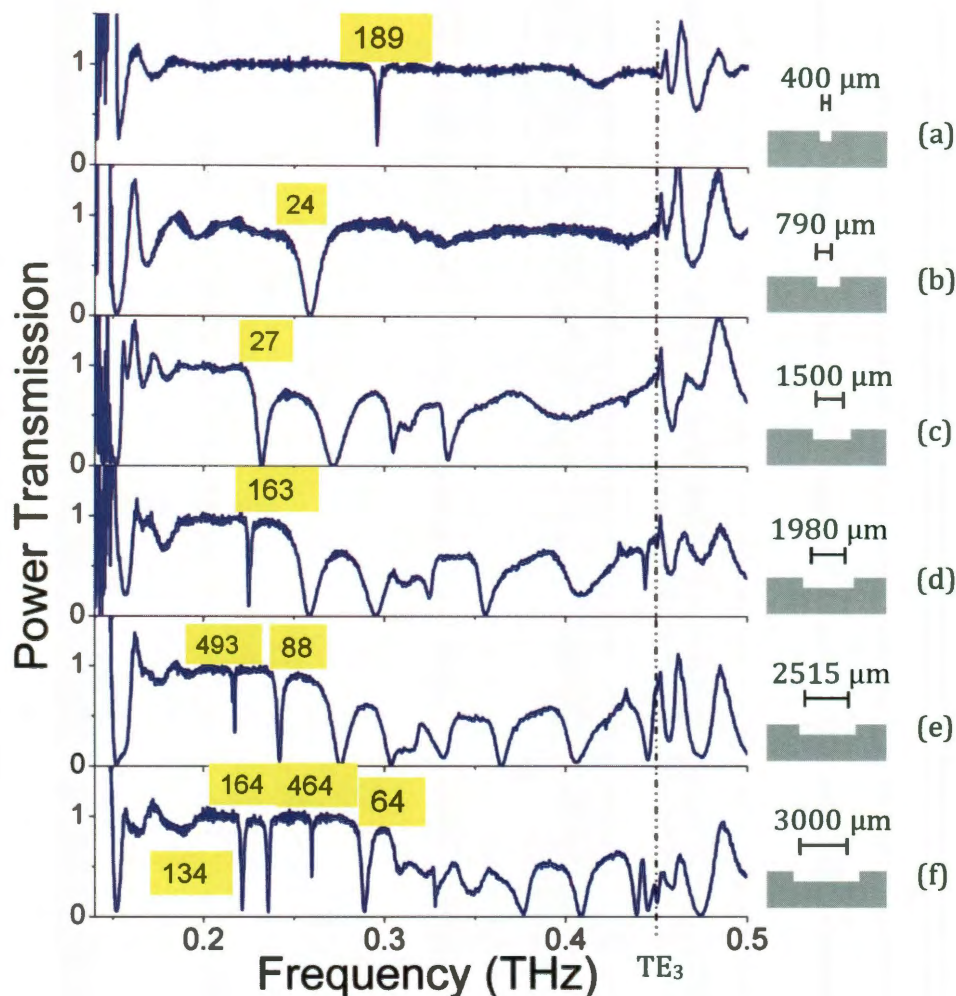 Power Transmission
1
0
189
400 μm
(a)
1
0
24
790 μm
(b)
1
0
27
1500 μm
(c)
1
0
163
1980 μm
(d)
1
0
493 88
2515 μm
(e)
1
0
164 464 64
134
3000 μm
(f)
0.2 0.3 0.4 0.5
Frequency (THz)
TE₃